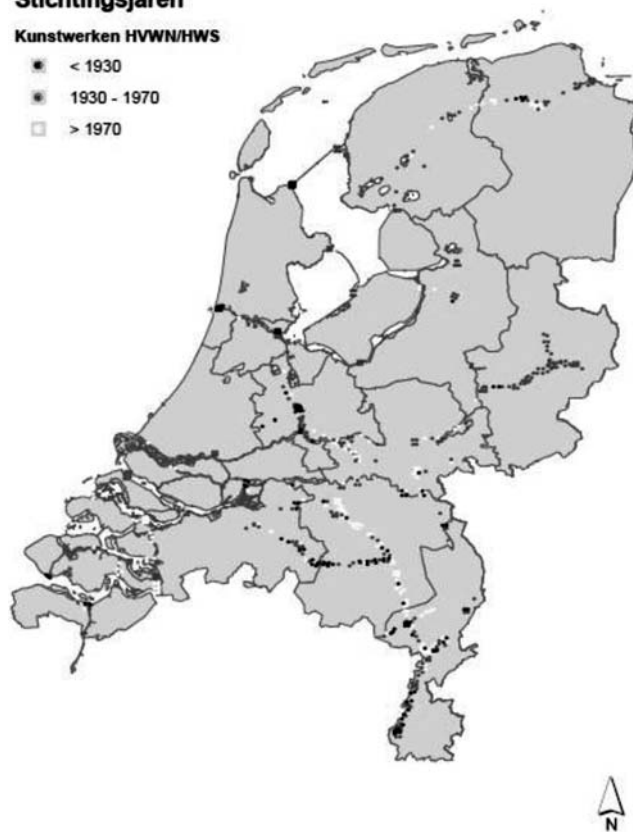 Stichtingsjaren
Kunstwerken HVWN/HWS
< 1930
1930 - 1970
> 1970
N